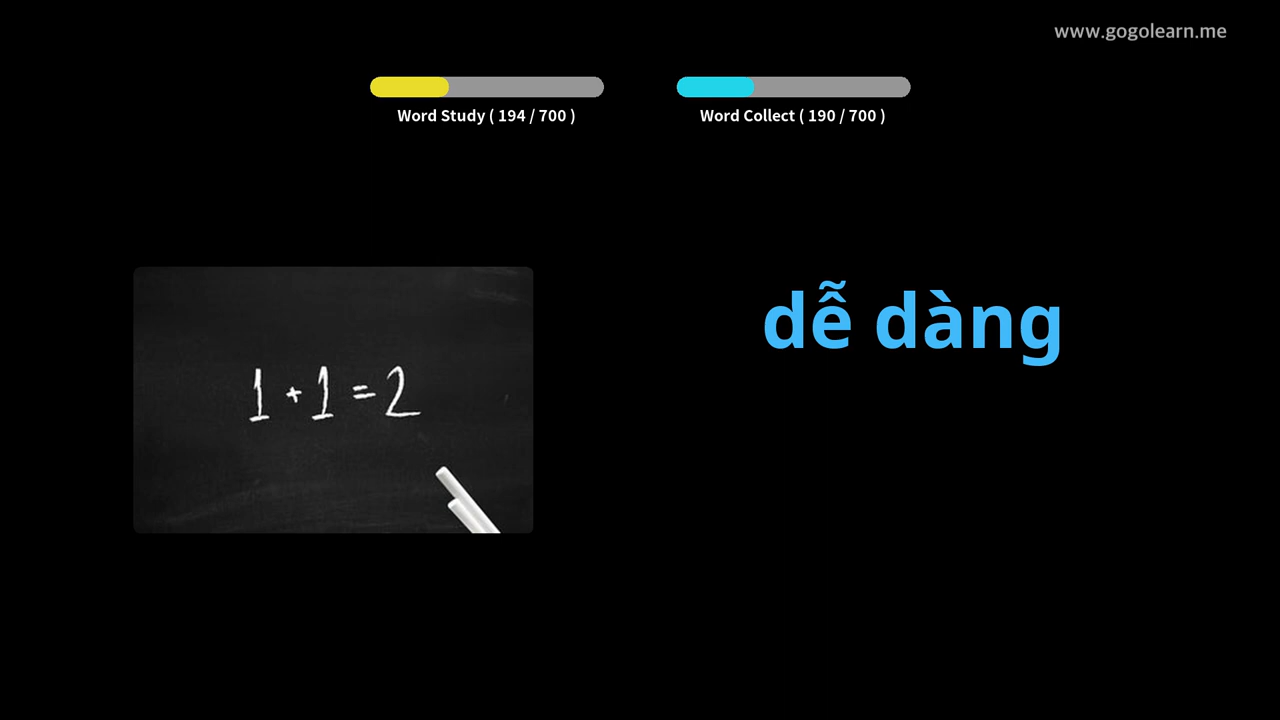 www.gogolearn.me
Word Study ( 194 / 700 )
Word Collect ( 190 / 700 )
dễ dàng
1 + 1 = 2